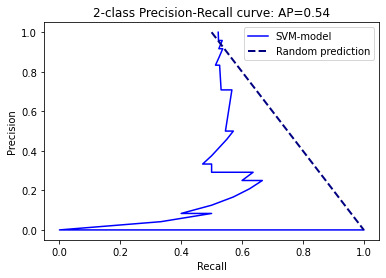 2-class Precision-Recall curve: AP=0.54
SVM-model
Random prediction
1.0
0.8
0.6
0.4
0.2
0.0
Precision
0.0 0.2 0.4 0.6 0.8 1.0
Recall